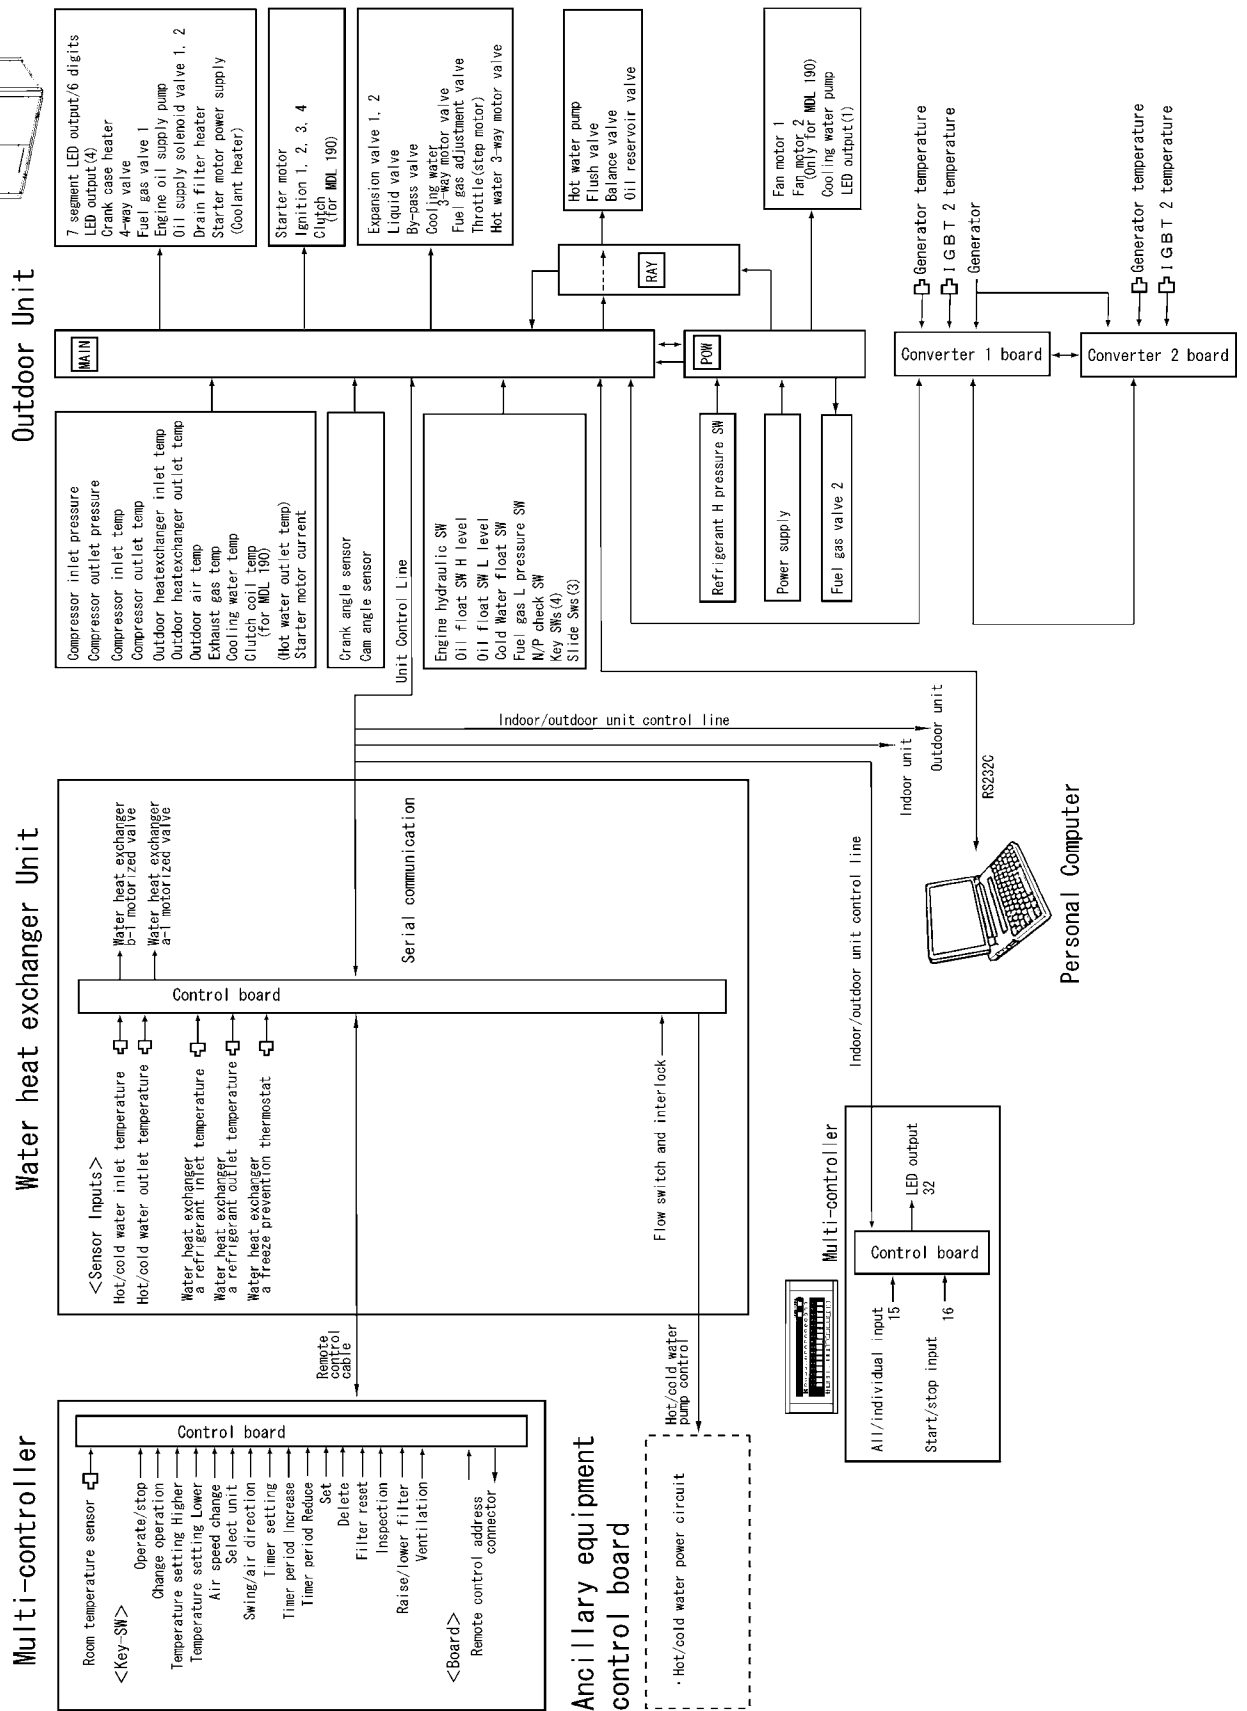 Multi-controller
Room temperature sensor
<Key-SW>
Operate/stop
Change operation
Temperature setting Higher
Temperature setting Lower
Air speed change
Select unit
Swing/air direction
Timer setting
Timer period Increase
Timer period Reduce
Set
Delete
Filter reset
Inspection
Raise/lower filter
Ventilation
<Board>
Remote control address
connector
Control board
Ancillary equipment
control board
・Hot/cold water power circuit
Remote
control
cable
Hot/cold water
pump control
Water heat exchanger Unit
<Sensor Inputs>
Hot/cold water inlet temperature
Hot/cold water outlet temperature
Water heat exchanger
a refrigerant inlet temperature
Water heat exchanger
a refrigerant outlet temperature
Water heat exchanger
a freeze prevention thermostat
Flow switch and interlock
Control board
Water heat exchanger
b-1 motorized valve
Water heat exchanger
a-1 motorized valve
Serial communication
Multi-controller
All/individual input
15
Start/stop input
16
Control board
LED output
32
Indoor/outdoor unit control line
Indoor/outdoor unit control line
Indoor unit
Outdoor unit
RS232C
Personal Computer
Unit Control Line
Outdoor Unit
Compressor inlet pressure
Compressor outlet pressure
Compressor inlet temp
Compressor outlet temp
Outdoor heatexchanger inlet temp
Outdoor heatexchanger outlet temp
Outdoor air temp
Exhaust gas temp
Cooling water temp
Clutch coil temp
(for MDL 190)
(Hot water outlet temp)
Starter motor current
Crank angle sensor
Cam angle sensor
Engine hydraulic SW
Oil float SW H level
Oil float SW L level
Cold Water float SW
Fuel gas L pressure SW
N/P check SW
Key SWs(4)
Slide Sws(3)
Refrigerant H pressure SW
Power supply
Fuel gas valve 2
MAIN
POW
RAY
7 segment LED output/6 digits
LED output(4)
Crank case heater
4-way valve
Fuel gas valve 1
Engine oil supply pump
Oil supply solenoid valve 1, 2
Drain filter heater
Starter motor power supply
(Coolant heater)
Starter motor
Ignition 1, 2, 3, 4
Clutch
(for MDL 190)
Expansion valve 1, 2
Liquid valve
By-pass valve
Cooling water
3-way motor valve
Fuel gas adjustment valve
Throttle(step motor)
Hot water 3-way motor valve
Hot water pump
Flush valve
Balance valve
Oil reservoir valve
Fan motor 1
Fan motor 2
(Only for MDL 190)
Cooling water pump
LED output(1)
Generator temperature
IGBT 2 temperature
Generator
Converter 1 board
Generator temperature
IGBT 2 temperature
Converter 2 board